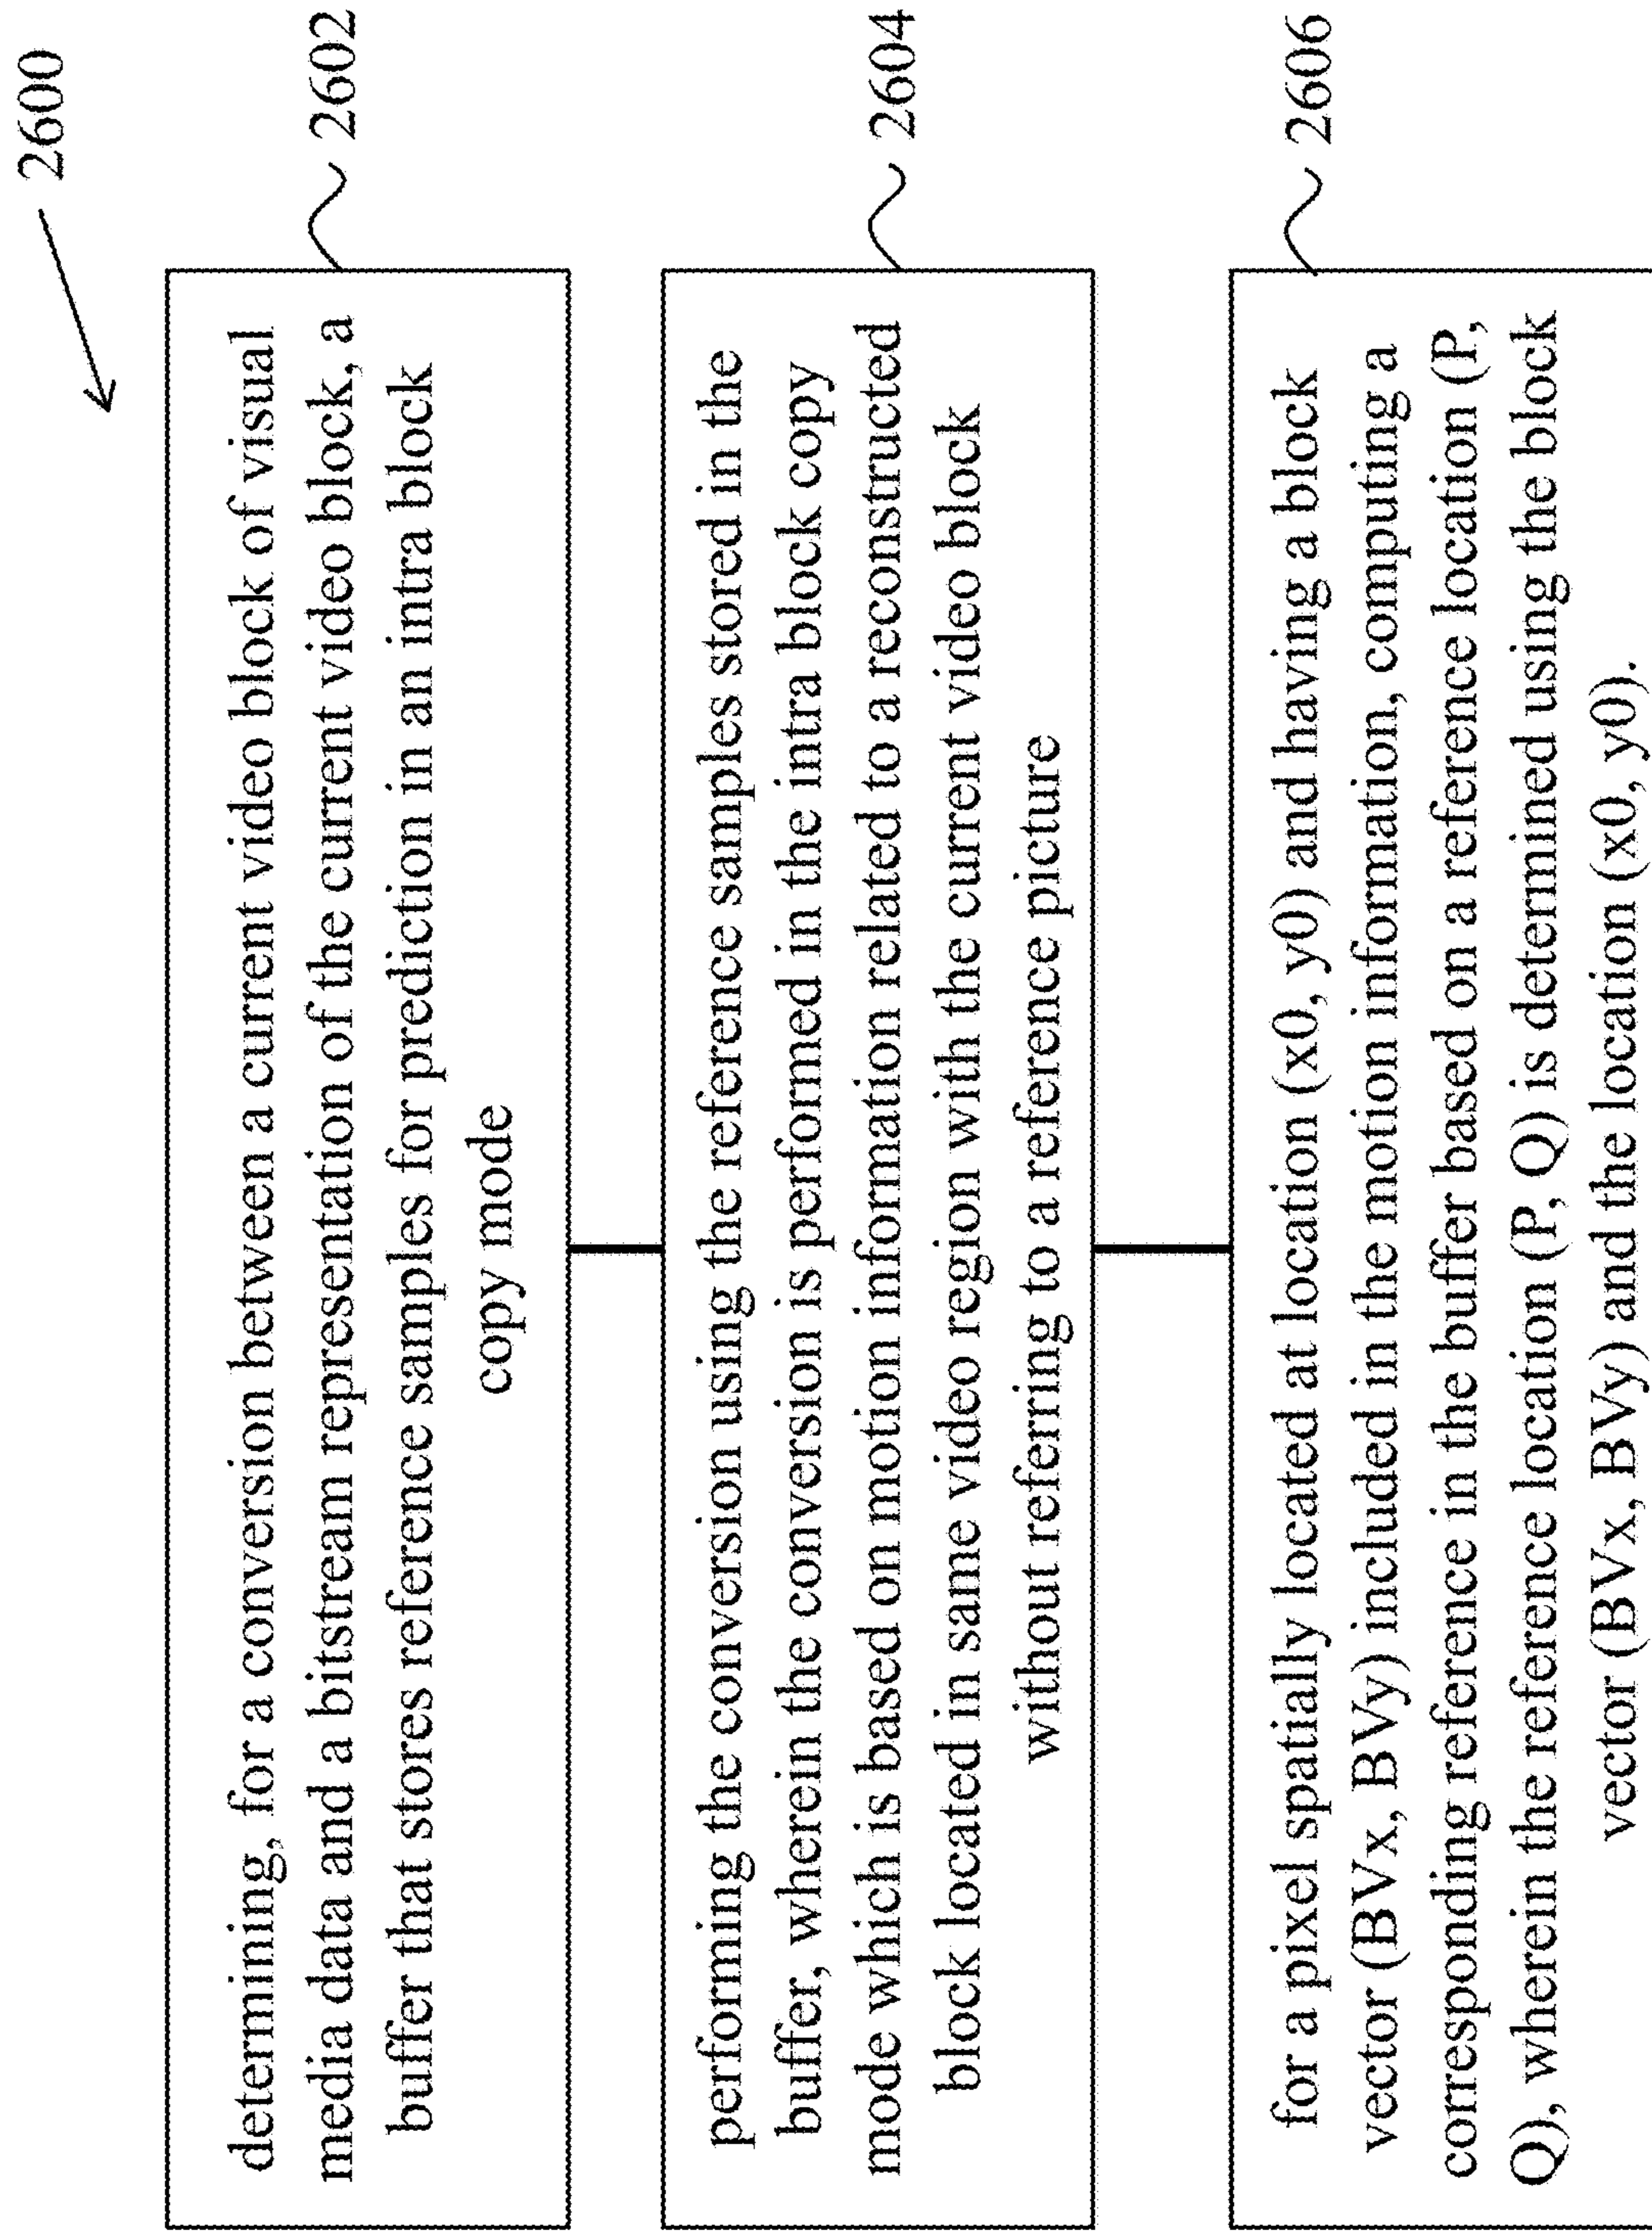 2600
determining, for a conversion between a current video block of visual
media data and a bitstream representation of the current video block, a
buffer that stores reference samples for prediction in an intra block
copy mode
2602
performing the conversion using the reference samples stored in the
buffer, wherein the conversion is performed in the intra block copy
mode which is based on motion information related to a reconstructed
block located in same video region with the current video block
without referring to a reference picture
2604
for a pixel spatially located at location (x0, y0) and having a block
vector (BVx, BVy) included in the motion information, computing a
corresponding reference in the buffer based on a reference location (P,
Q), wherein the reference location (P, Q) is determined using the block
vector (BVx, BVy) and the location (x0, y0).
2606